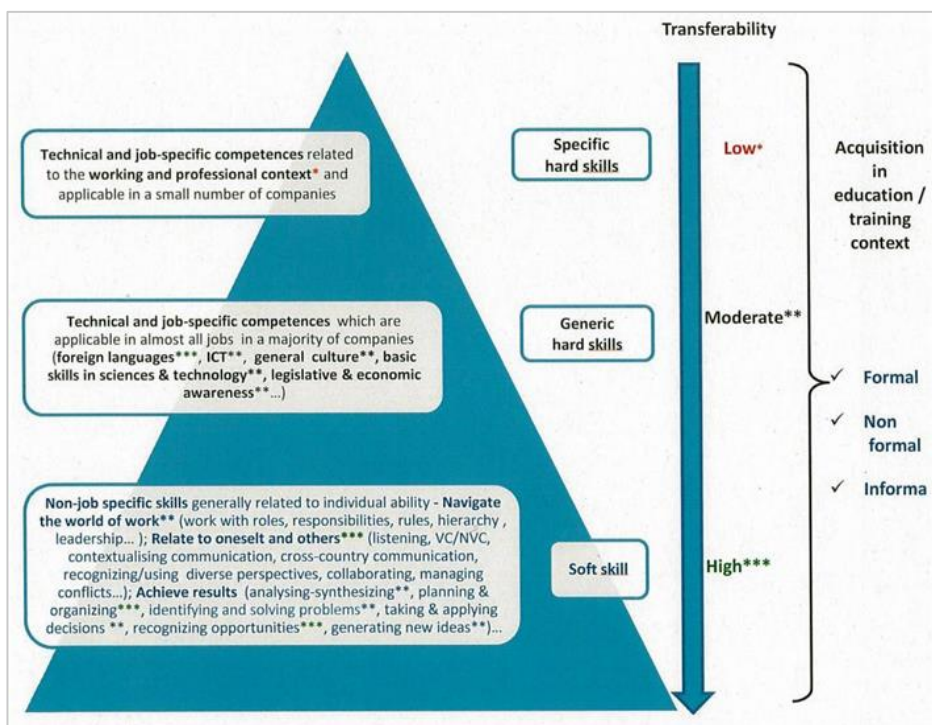 Transferability
Technical and job-specific competences related
to the working and professional context* and
applicable in a small number of companies
Specific
hard skills
Low*
Acquisition
in
education /
training
context
Technical and job-specific competences which are
applicable in almost all jobs in a majority of companies
(foreign languages***, ICT**, general culture**, basic
skills in sciences & technology**, legislative & economic
awareness**...)
Generic
hard skills
Moderate**
✓ Formal
✓ Non
formal
✓ Informa
Non-job specific skills generally related to individual ability - Navigate
the world of work** (work with roles, responsibilities, rules, hierarchy ,
leadership... ); Relate to oneselt and others*** (listening, VC/NVC,
contextualising communication, cross-country communication,
recognizing/using diverse perspectives, collaborating, managing
conflicts...); Achieve results (analysing-synthesizing**, planning &
organizing***, identifying and solving problems**, taking & applying
decisions **, recognizing opportunities***, generating new ideas**)...
Soft skill
High***